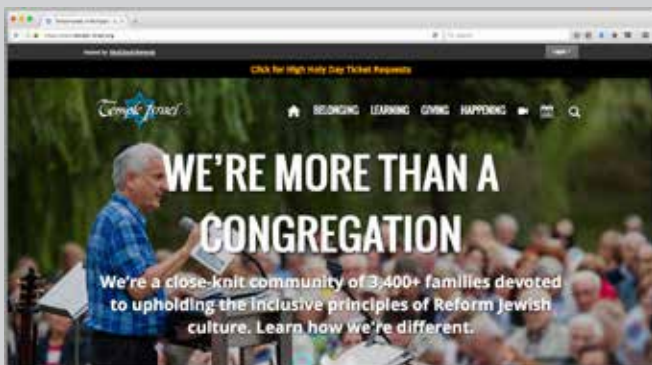 Click for High Holy Day Ticket Requests
Temple Israel
BELONGING LEARNING GIVING HAPPENING
WE'RE MORE THAN A
CONGREGATION
We're a close-knit community of 3,400+ families devoted
to upholding the inclusive principles of Reform Jewish
culture. Learn how we're different.